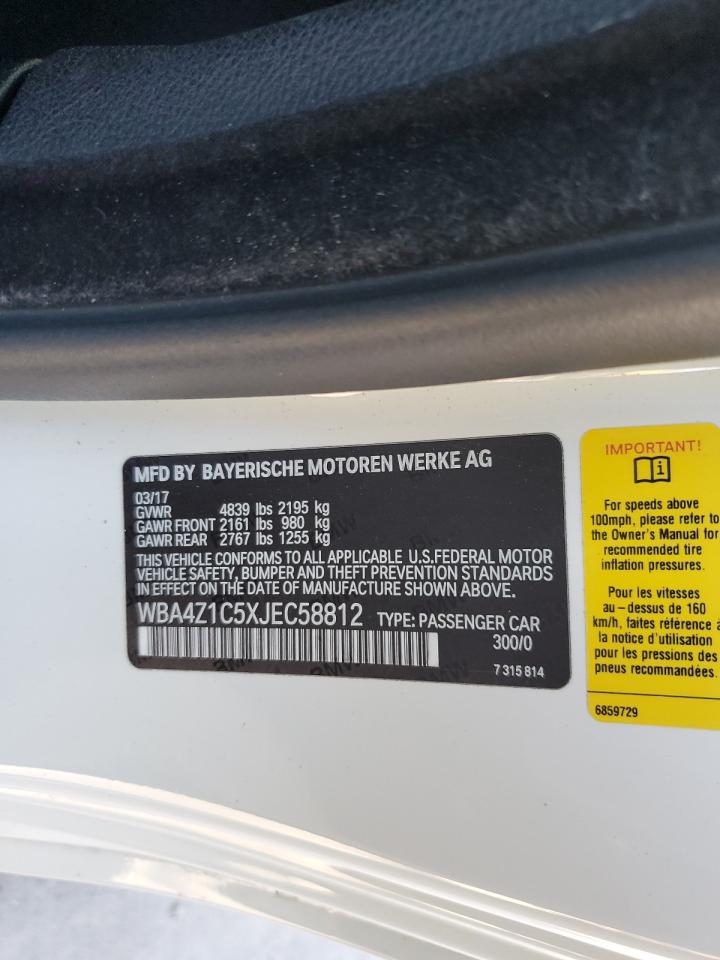 MFD BY BAYERISCHE MOTOREN WERKE AG
03/17
GVWR 4839 lbs 2195 kg
GAWR FRONT 2161 lbs 980 kg
GAWR REAR 2767 lbs 1255 kg
THIS VEHICLE CONFORMS TO ALL APPLICABLE U.S.FEDERAL MOTOR
VEHICLE SAFETY, BUMPER AND THEFT PREVENTION STANDARDS
IN EFFECT ON THE DATE OF MANUFACTURE SHOWN ABOVE.
WBA4Z1C5XJEC58812 TYPE: PASSENGER CAR
300/0
7 315 814
IMPORTANT!
For speeds above
100mph, please refer to
the Owner's Manual for
recommended tire
inflation pressures.
Pour les vitesses
au-dessus de 160
km/h, faites référence à
la notice d'utilisation
pour les pressions des
pneus recommandées.
6859729